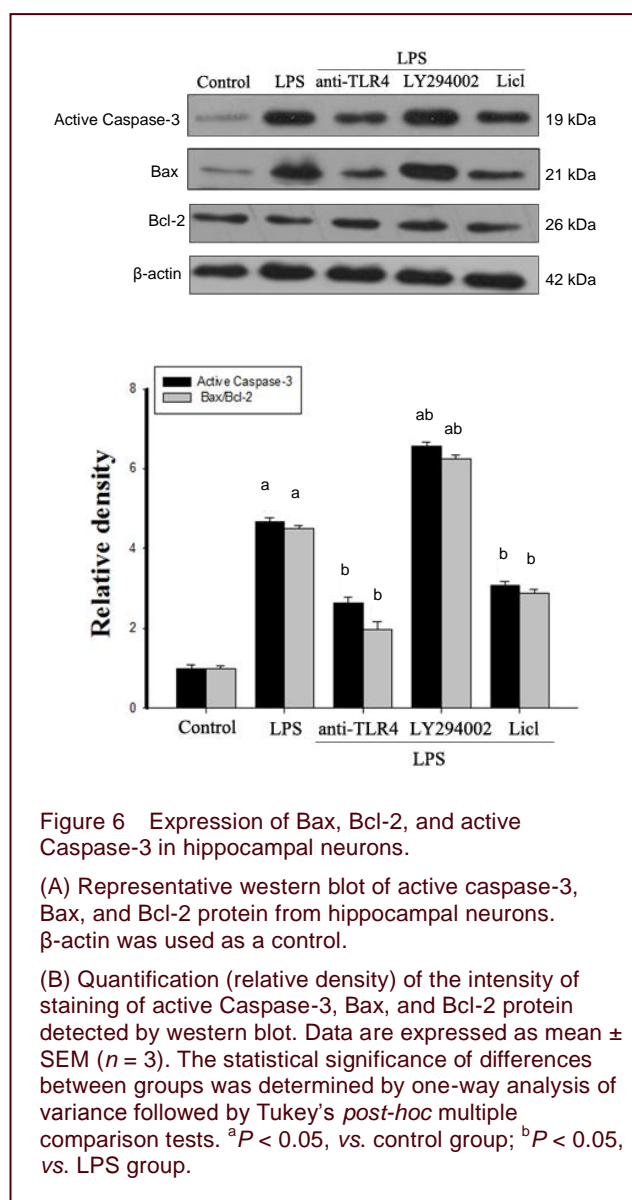 LPS
Control LPS anti-TLR4 LY294002 Licl
Active Caspase-3 19 kDa
Bax 21 kDa
Bcl-2 26 kDa
β-actin 42 kDa
Active Caspase-3
Bax/Bcl-2
8
6
4
2
0
Relative density
a a
b b
ab ab
b b
Control LPS anti-TLR4 LY294002 Licl
LPS
Figure 6 Expression of Bax, Bcl-2, and active
Caspase-3 in hippocampal neurons.
(A) Representative western blot of active caspase-3,
Bax, and Bcl-2 protein from hippocampal neurons.
β-actin was used as a control.
(B) Quantification (relative density) of the intensity of
staining of active Caspase-3, Bax, and Bcl-2 protein
detected by western blot. Data are expressed as mean ±
SEM (n = 3). The statistical significance of differences
between groups was determined by one-way analysis of
variance followed by Tukey's post-hoc multiple
comparison tests. aP < 0.05, vs. control group; bP < 0.05,
vs. LPS group.